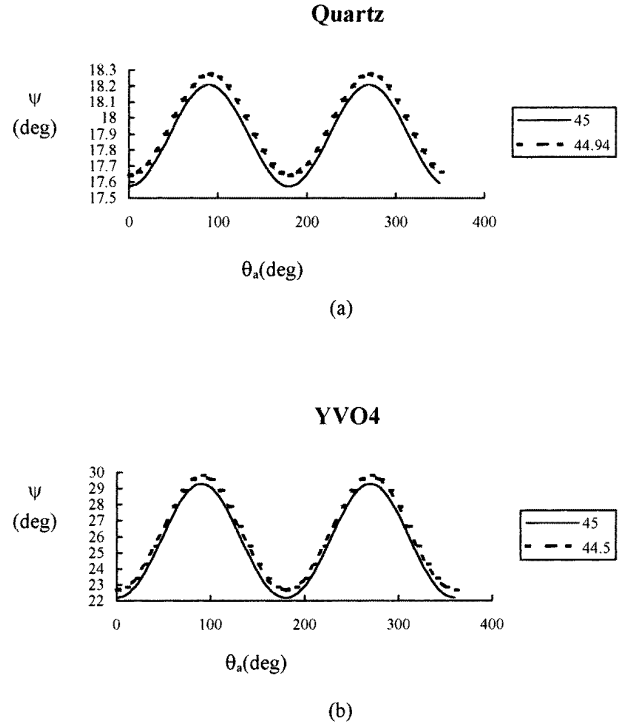 Quartz
ψ
(deg)
18.3
18.2
18.1
18
17.9
17.8
17.7
17.6
17.5
0 100 200 300 400
θa(deg)
45
44.94
(a)
YVO4
ψ
(deg)
30
29
28
27
26
25
24
23
22
0 100 200 300 400
θa(deg)
45
44.5
(b)